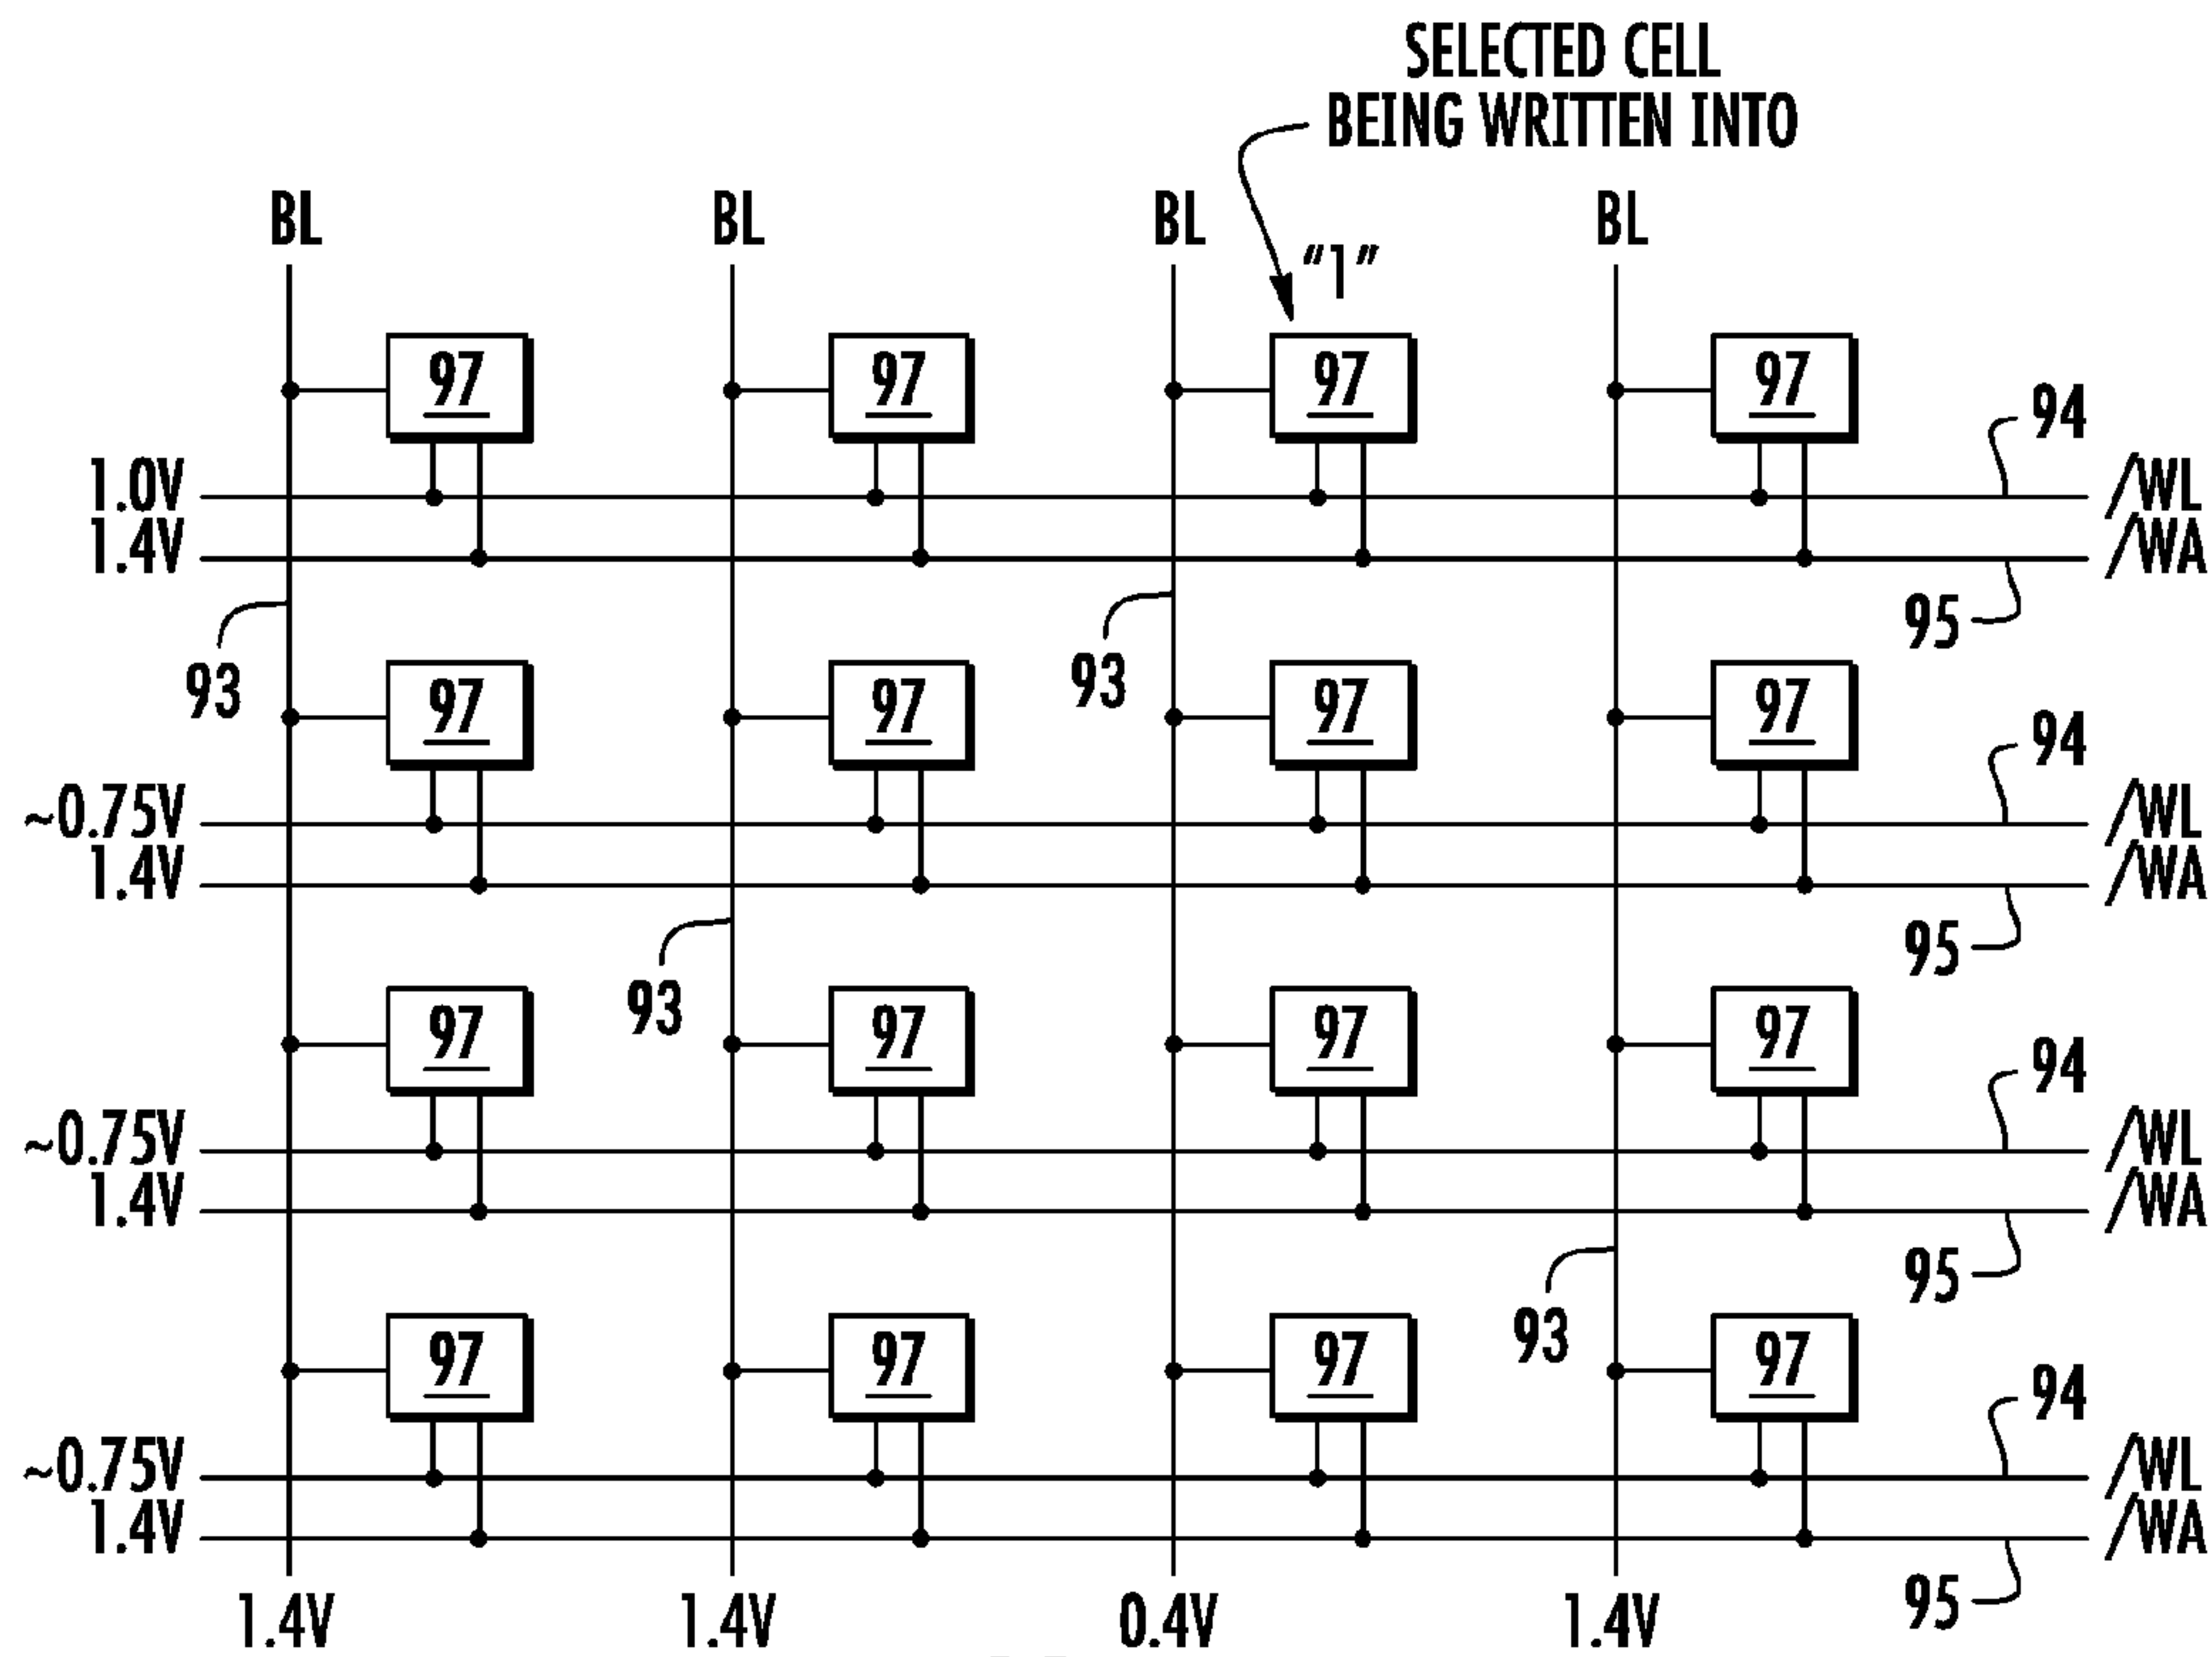 SELECTED CELL
BEING WRITTEN INTO
BL BL BL BL
"1"
97 97 97 97
94
1.0V /WL
1.4V /WA
95
93 93
97 97 97 97
94
~0.75V /WL
1.4V /WA
95
93
97 97 97 97
94
~0.75V /WL
1.4V /WA
95
93
97 97 97 97
94
~0.75V /WL
1.4V /WA
95
1.4V 1.4V 0.4V 1.4V